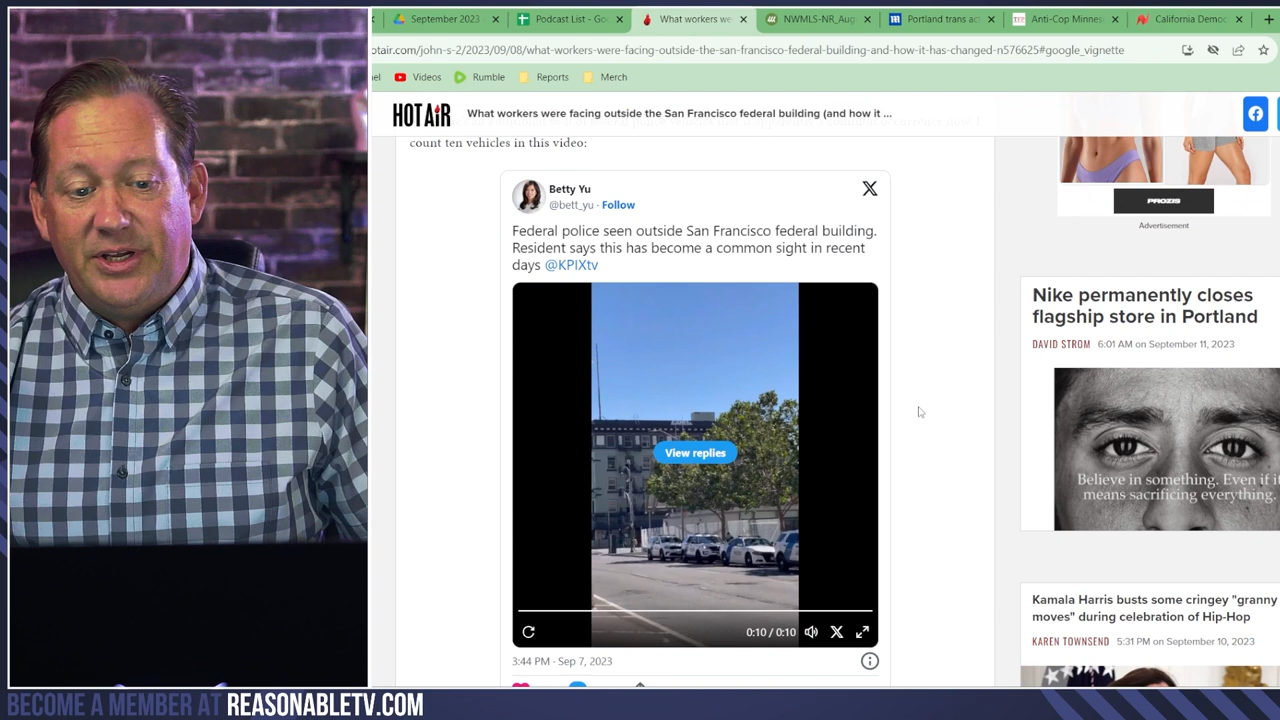 September 2023
Podcast List - Goo
What workers we
NWMLS-NR_Aug
Portland trans act
Anti-Cop Minnes
California Democ
otair.com/john-s-2/2023/09/08/what-workers-were-facing-outside-the-san-francisco-federal-building-and-how-it-has-changed-n576625#google_vignette
nel
Videos
Rumble
Reports
Merch
HOT AIR
What workers were facing outside the San Francisco federal building (and how it ...
count ten vehicles in this video:
Betty Yu
@bett_yu · Follow
Federal police seen outside San Francisco federal building.
Resident says this has become a common sight in recent
days @KPIXtv
View replies
0:10 / 0:10
3:44 PM · Sep 7, 2023
PROZIS
Advertisement
Nike permanently closes
flagship store in Portland
DAVID STROM 6:01 AM on September 11, 2023
Believe in something. Even if it
means sacrificing everything.
Kamala Harris busts some cringey "granny
moves" during celebration of Hip-Hop
KAREN TOWNSEND 5:31 PM on September 10, 2023
BECOME A MEMBER AT REASONABLETV.COM